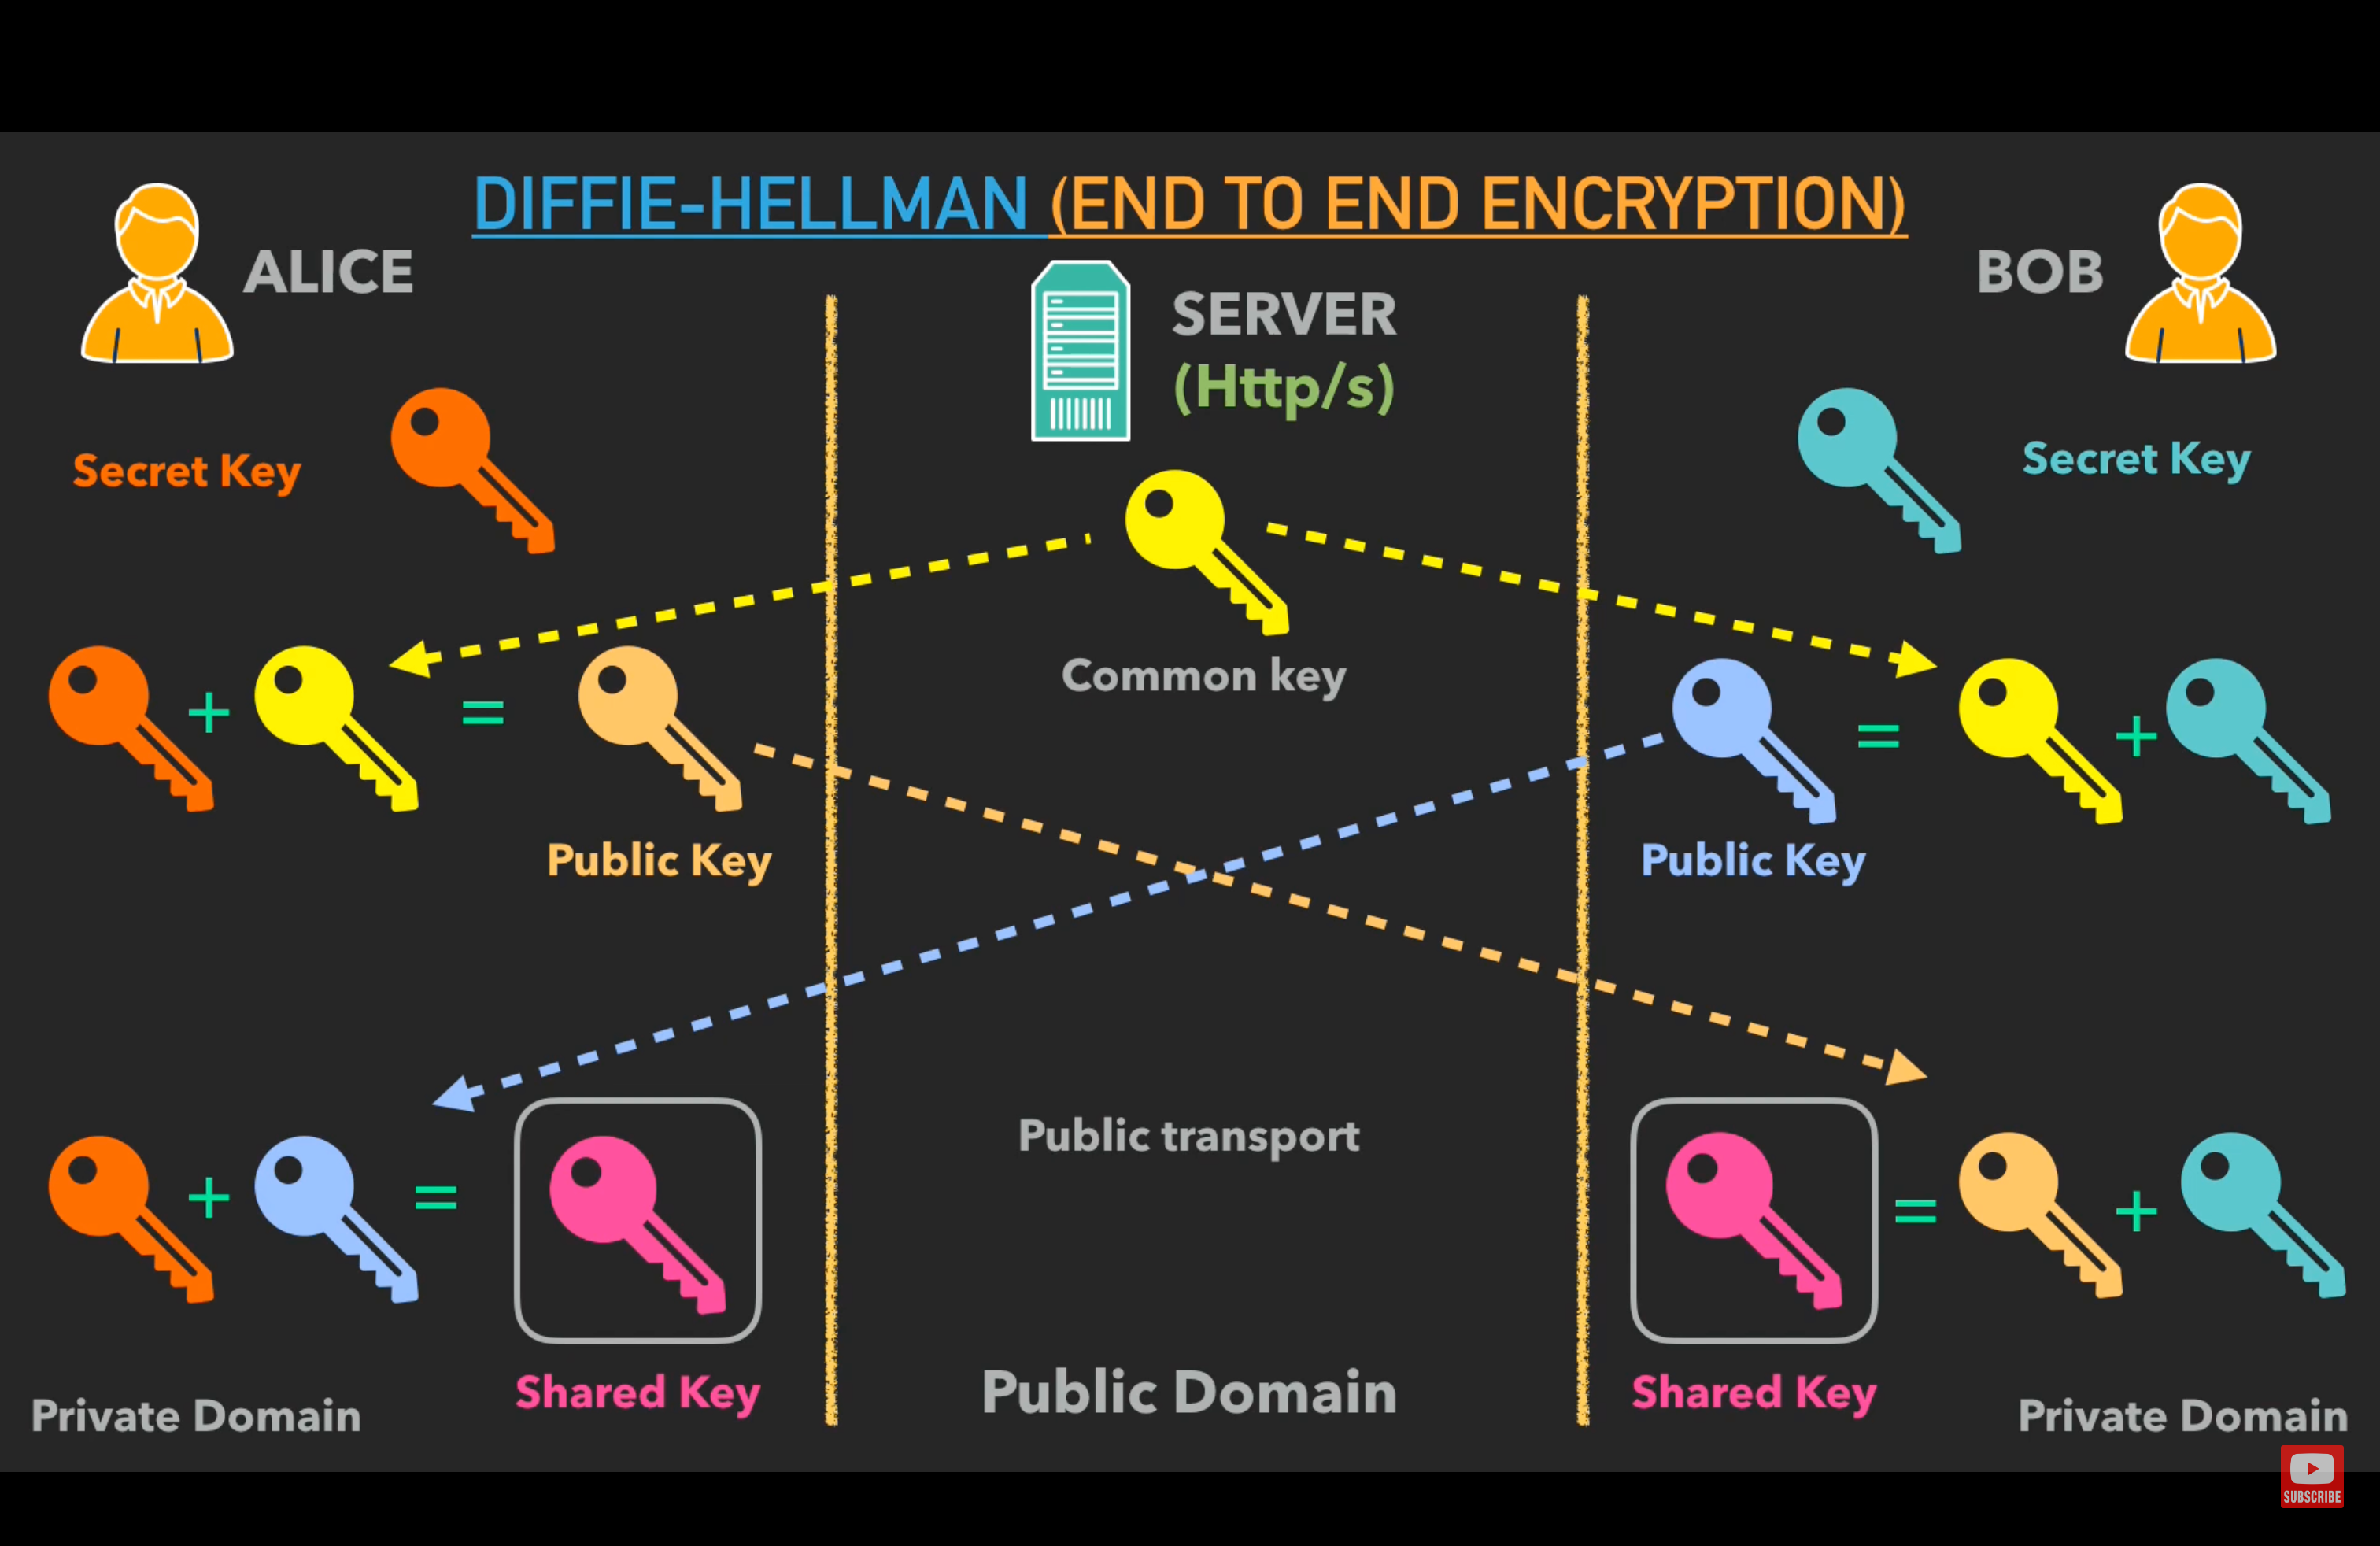 DIFFIE-HELLMAN (END TO END ENCRYPTION)
ALICE
SERVER
(Http/s)
BOB
Secret Key
Secret Key
+
=
Common key
=
+
Public Key
Public Key
Public transport
+
=
=
+
Shared Key
Public Domain
Shared Key
Private Domain
Private Domain
SUBSCRIBE